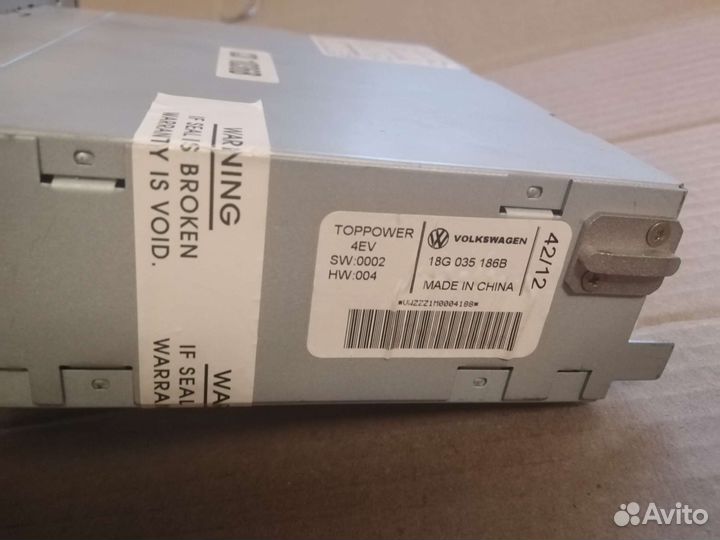 WARNING
IF SEAL IS BROKEN
WARRANTY IS VOID.
WA
IF SEAL
WARRA
TOPPOWER
4EV
SW:0002
HW:004
VOLKSWAGEN
18G 035 186B
MADE IN CHINA
42/12
*VWZZZ1M0004188*
Avito